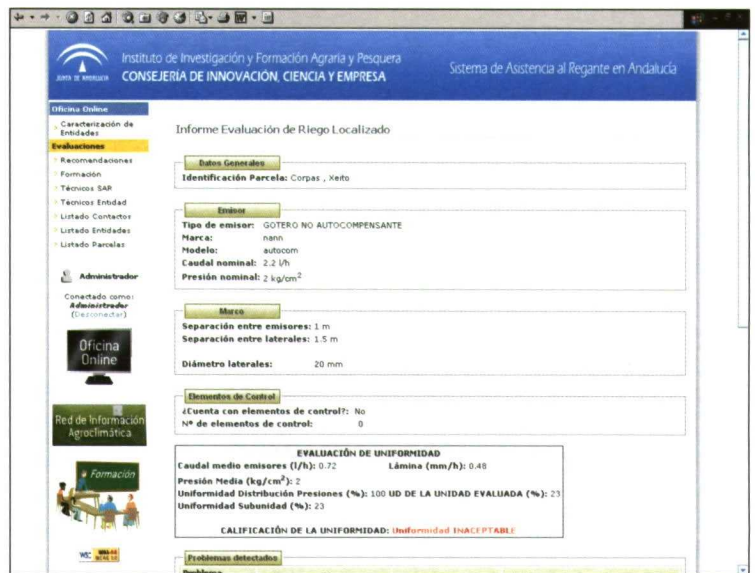 Instituto de Investigación y Formación Agraria y Pesquera
CONSEJERÍA DE INNOVACIÓN, CIENCIA Y EMPRESA
Sistema de Asistencia al Regante en Andalucía
JUNTA DE ANDALUCIA
Oficina Online
Caracterización de
Entidades
Evaluaciones
Recomendaciones
Formación
Técnicos SAR
Técnicos Entidad
Listado Contactos
Listado Entidades
Listado Parcelas
Administrador
Conectado como:
Administrador
(Desconectar)
Oficina
Online
Red de Información
Agroclimática
Formación
W3C
Informe Evaluación de Riego Localizado
Datos Generales
Identificación Parcela: Corpas , Xeito
Emisor
Tipo de emisor: GOTERO NO AUTOCOMPENSANTE
Marca: nann
Modelo: autocom
Caudal nominal: 2.2 l/h
Presión nominal: 2 kg/cm²
Marco
Separación entre emisores: 1 m
Separación entre laterales: 1.5 m
Diámetro laterales: 20 mm
Elementos de Control
¿Cuenta con elementos de control?: No
Nº de elementos de control: 0
EVALUACIÓN DE UNIFORMIDAD
Caudal medio emisores (l/h): 0.72 Lámina (mm/h): 0.48
Presión Media (kg/cm²): 2
Uniformidad Distribución Presiones (%): 100 UD DE LA UNIDAD EVALUADA (%): 23
Uniformidad Subunidad (%): 23
CALIFICACIÓN DE LA UNIFORMIDAD: Uniformidad INACEPTABLE
Problemas detectados
Problema